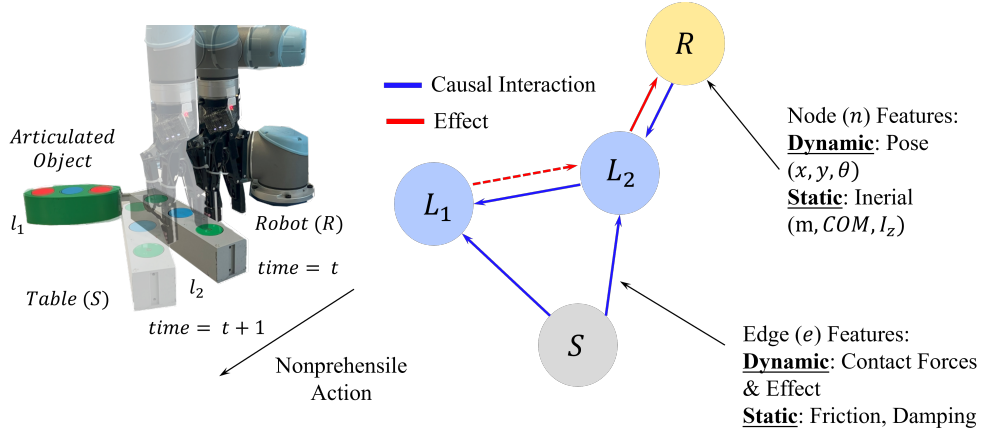 Articulated
Object
l₁
Robot (R)
time = t
l₂
Table (S)
time = t + 1
Nonprehensile
Action
Causal Interaction
Effect
R
L₂
L₁
S
Node (n) Features:
Dynamic: Pose
(x, y, θ)
Static: Inerial
(m, COM, I_z)
Edge (e) Features:
Dynamic: Contact Forces
& Effect
Static: Friction, Damping